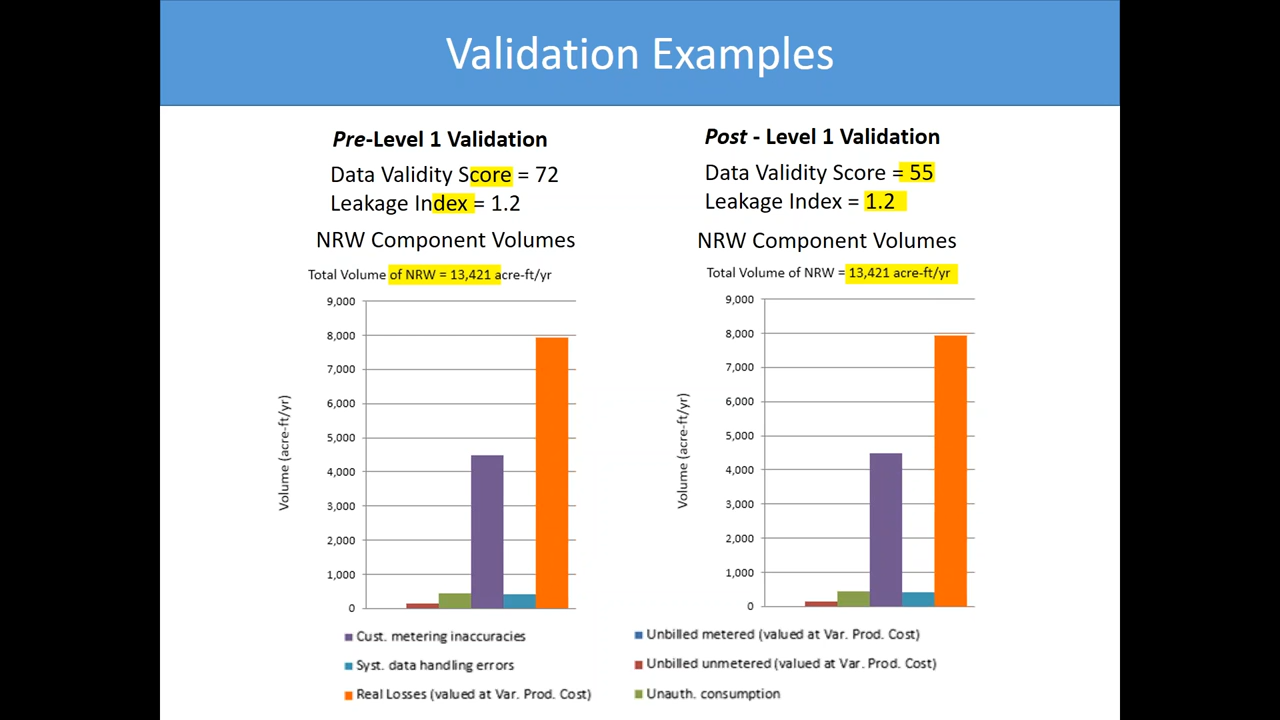 Validation Examples
Pre-Level 1 Validation
Data Validity Score = 72
Leakage Index = 1.2
NRW Component Volumes
Total Volume of NRW = 13,421 acre-ft/yr
9,000
8,000
7,000
6,000
5,000
4,000
3,000
2,000
1,000
0
Volume (acre-ft/yr)
Post - Level 1 Validation
Data Validity Score = 55
Leakage Index = 1.2
NRW Component Volumes
Total Volume of NRW = 13,421 acre-ft/yr
9,000
8,000
7,000
6,000
5,000
4,000
3,000
2,000
1,000
0
Volume (acre-ft/yr)
Cust. metering inaccuracies
Syst. data handling errors
Real Losses (valued at Var. Prod. Cost)
Unbilled metered (valued at Var. Prod. Cost)
Unbilled unmetered (valued at Var. Prod. Cost)
Unauth. consumption